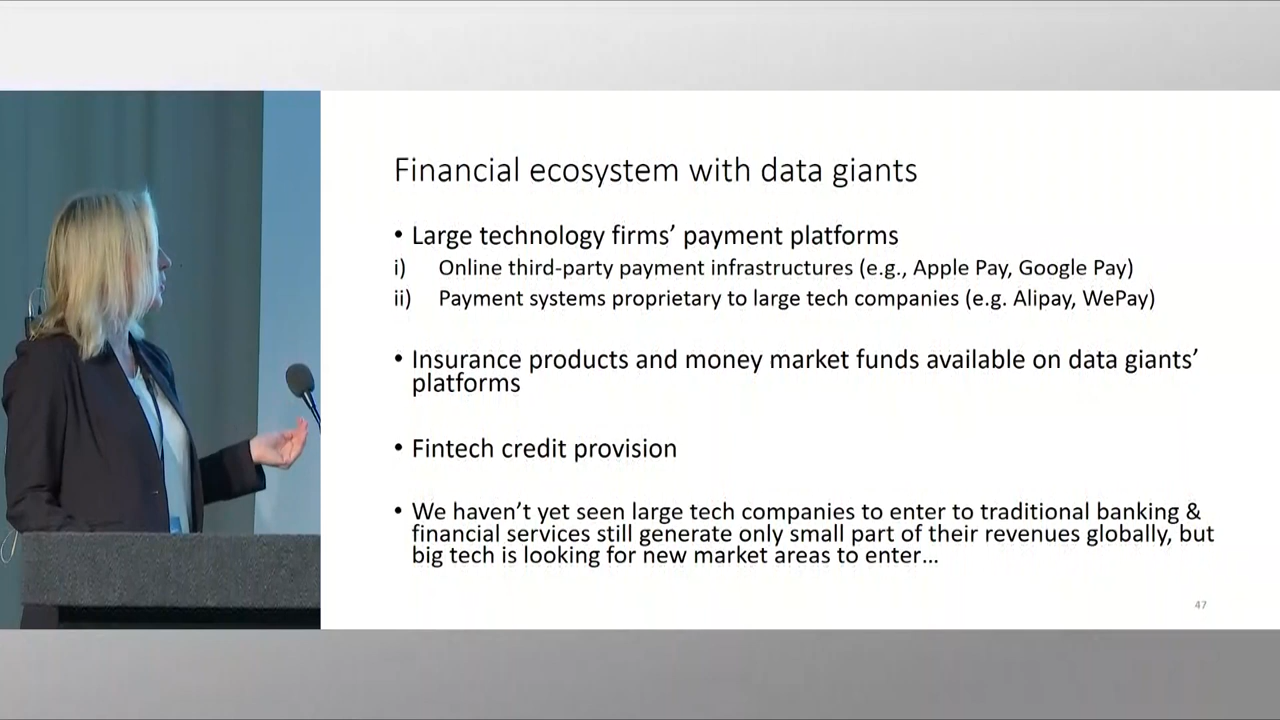 Financial ecosystem with data giants
• Large technology firms’ payment platforms
i) Online third-party payment infrastructures (e.g., Apple Pay, Google Pay)
ii) Payment systems proprietary to large tech companies (e.g. Alipay, WePay)
• Insurance products and money market funds available on data giants’
platforms
• Fintech credit provision
• We haven’t yet seen large tech companies to enter to traditional banking &
financial services still generate only small part of their revenues globally, but
big tech is looking for new market areas to enter…
47